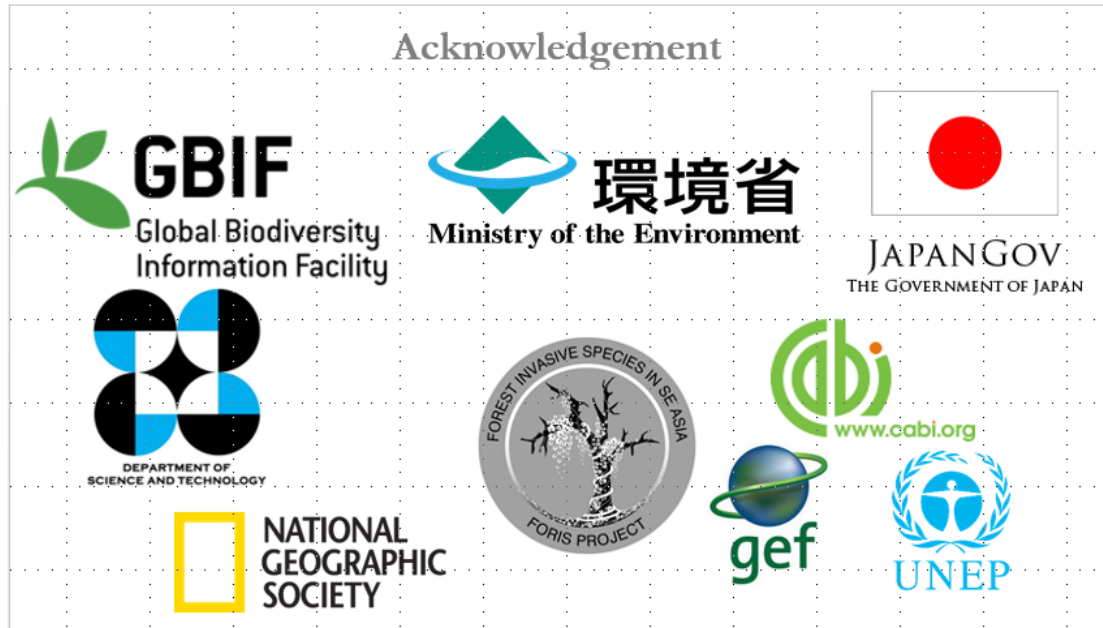 Acknowledgement
GBIF
Global Biodiversity
Information Facility
環境省
Ministry of the Environment
JAPANGOV
THE GOVERNMENT OF JAPAN
DEPARTMENT OF
SCIENCE AND TECHNOLOGY
FOREST INVASIVE SPECIES IN SE ASIA
FORIS PROJECT
cabi
www.cabi.org
gef
UNEP
NATIONAL
GEOGRAPHIC
SOCIETY